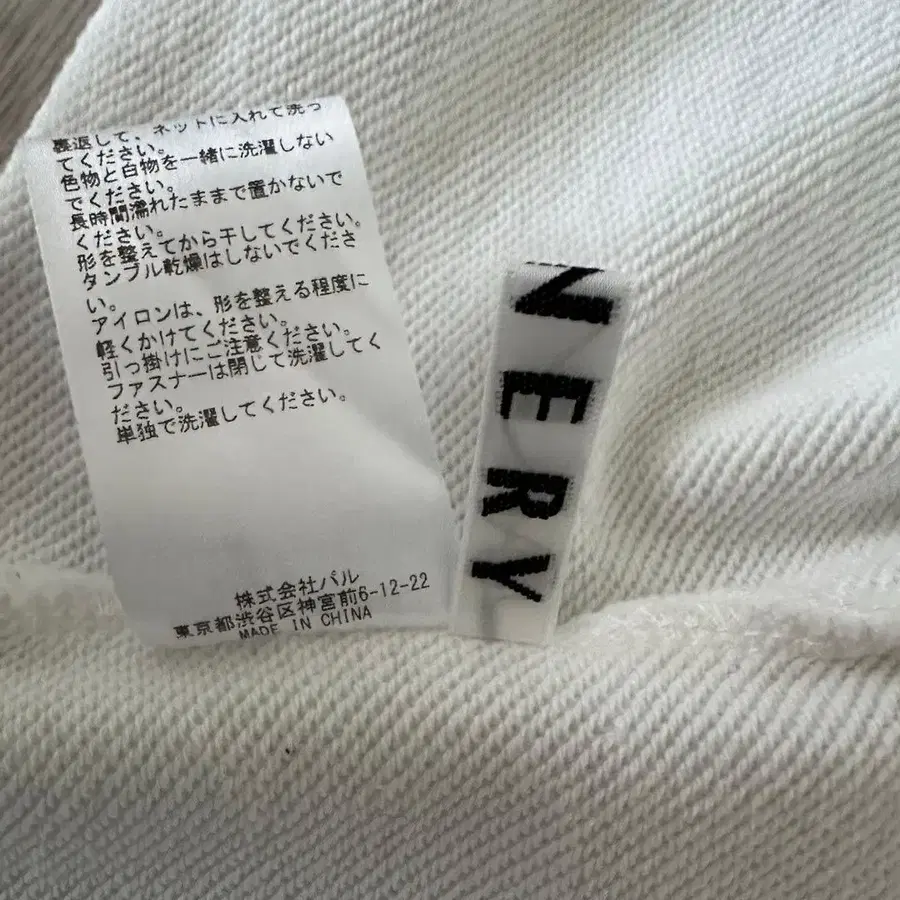 裏返して、ネットに入れて洗っ
てください。
色物と白物を一緒に洗濯しない
でください。
長時間濡れたままで置かないで
ください。
形を整えてから干してください。
タンブル乾燥はしないでくださ
い。
アイロンは、形を整える程度に
軽くかけてください。
引っ掛けにご注意ください。
ファスナーは閉じて洗濯してく
ださい。
単独で洗濯してください。
株式会社パル
東京都渋谷区神宮前6-12-22
MADE IN CHINA
NERY